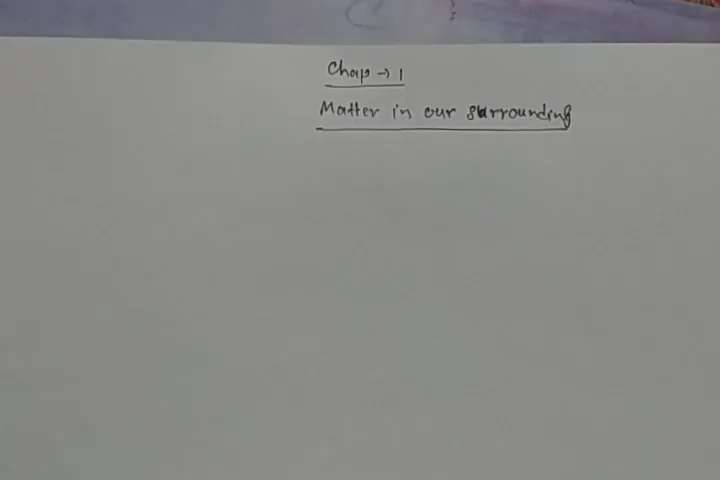 Chap → 1
Matter in our surrounding